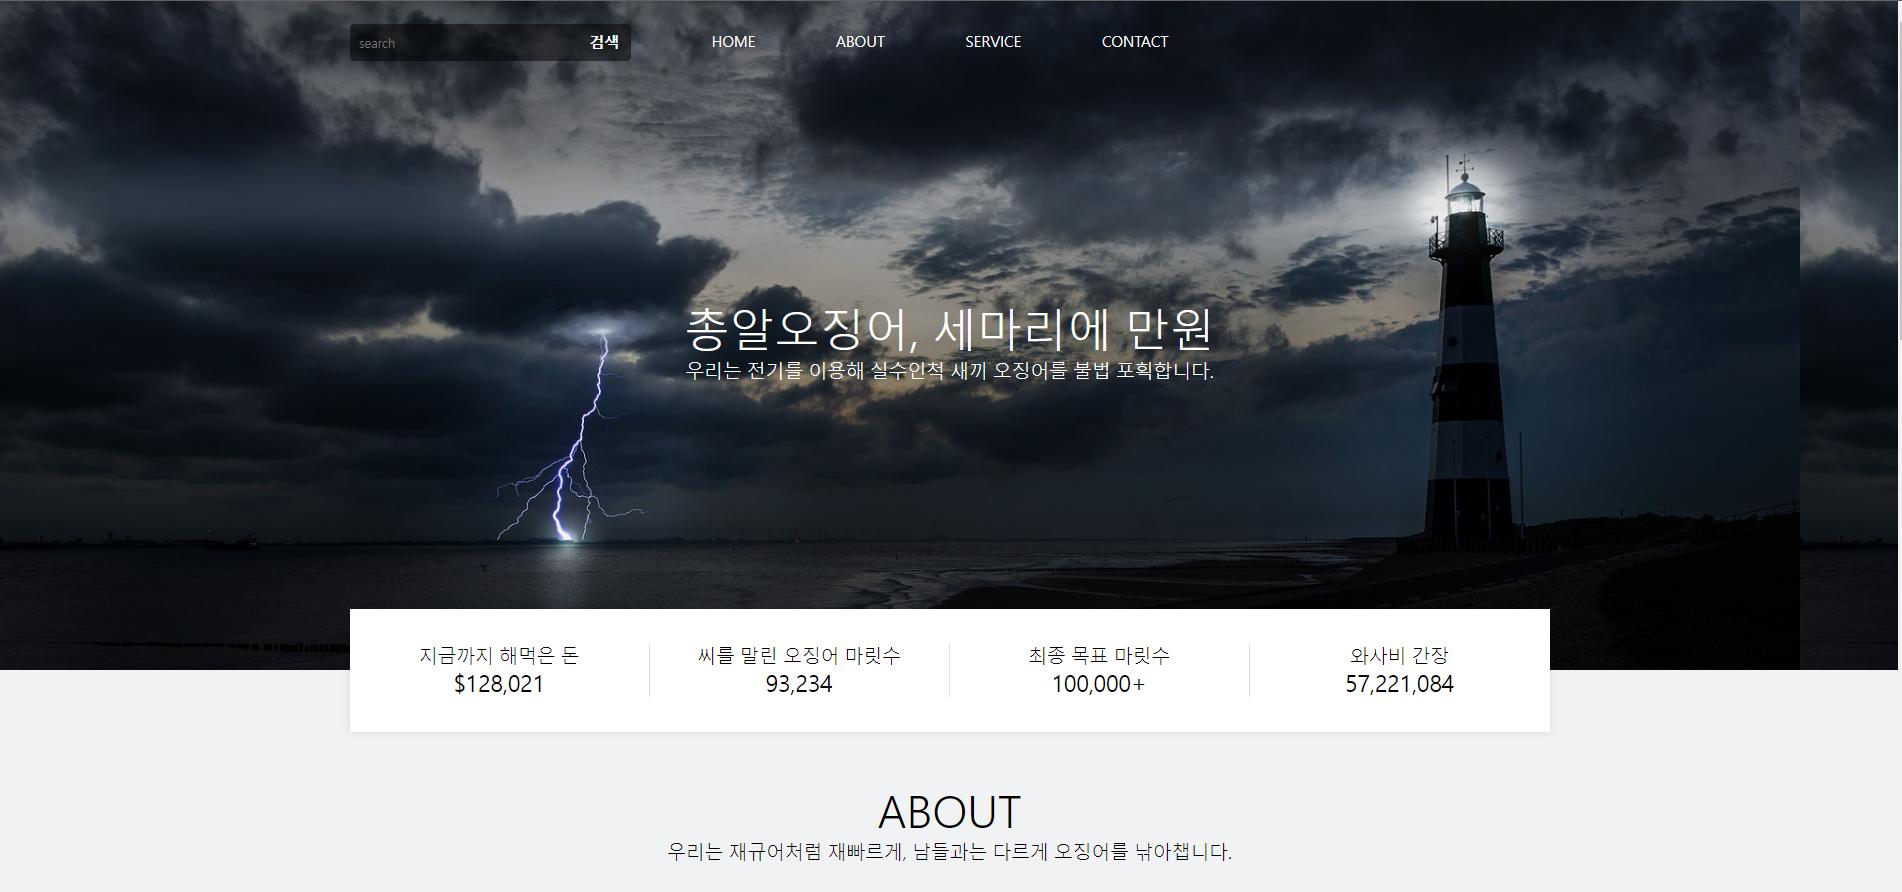 search 검색 HOME ABOUT SERVICE CONTACT
총알오징어, 세마리에 만원
우리는 전기를 이용해 실수인척 새끼 오징어를 불법 포획합니다.
지금까지 해먹은 돈
$128,021
씨를 말린 오징어 마릿수
93,234
최종 목표 마릿수
100,000+
와사비 간장
57,221,084
ABOUT
우리는 재규어처럼 재빠르게, 남들과는 다르게 오징어를 낚아챕니다.